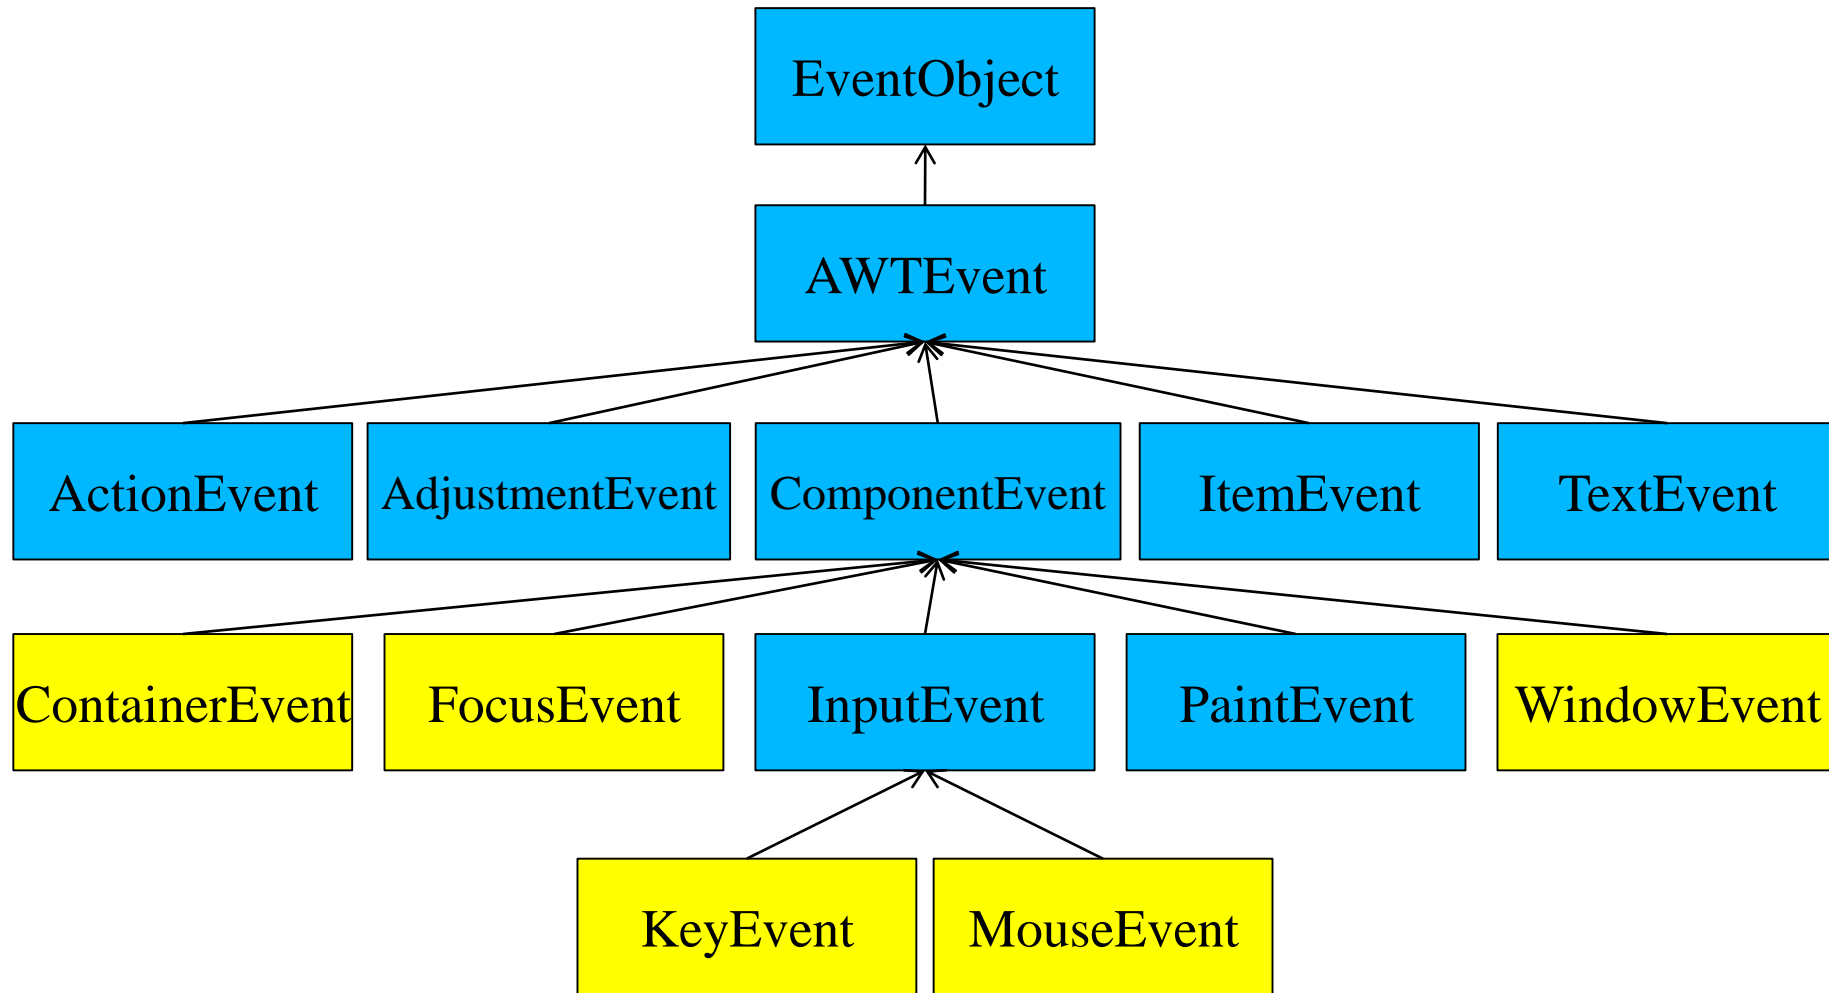 EventObject
AWTEvent
ActionEvent
AdjustmentEvent
ComponentEvent
ItemEvent
TextEvent
ContainerEvent
FocusEvent
InputEvent
PaintEvent
WindowEvent
KeyEvent
MouseEvent